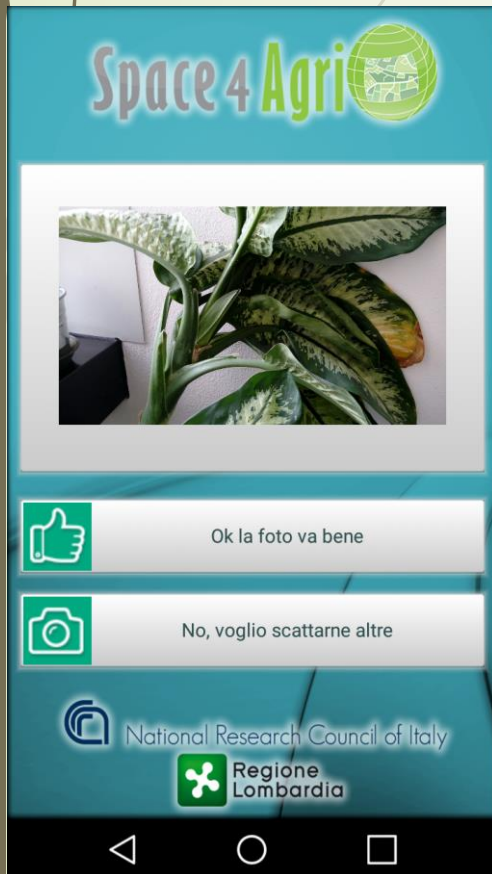 Space 4 Agri
Ok la foto va bene
No, voglio scattarne altre
National Research Council of Italy
Regione
Lombardia